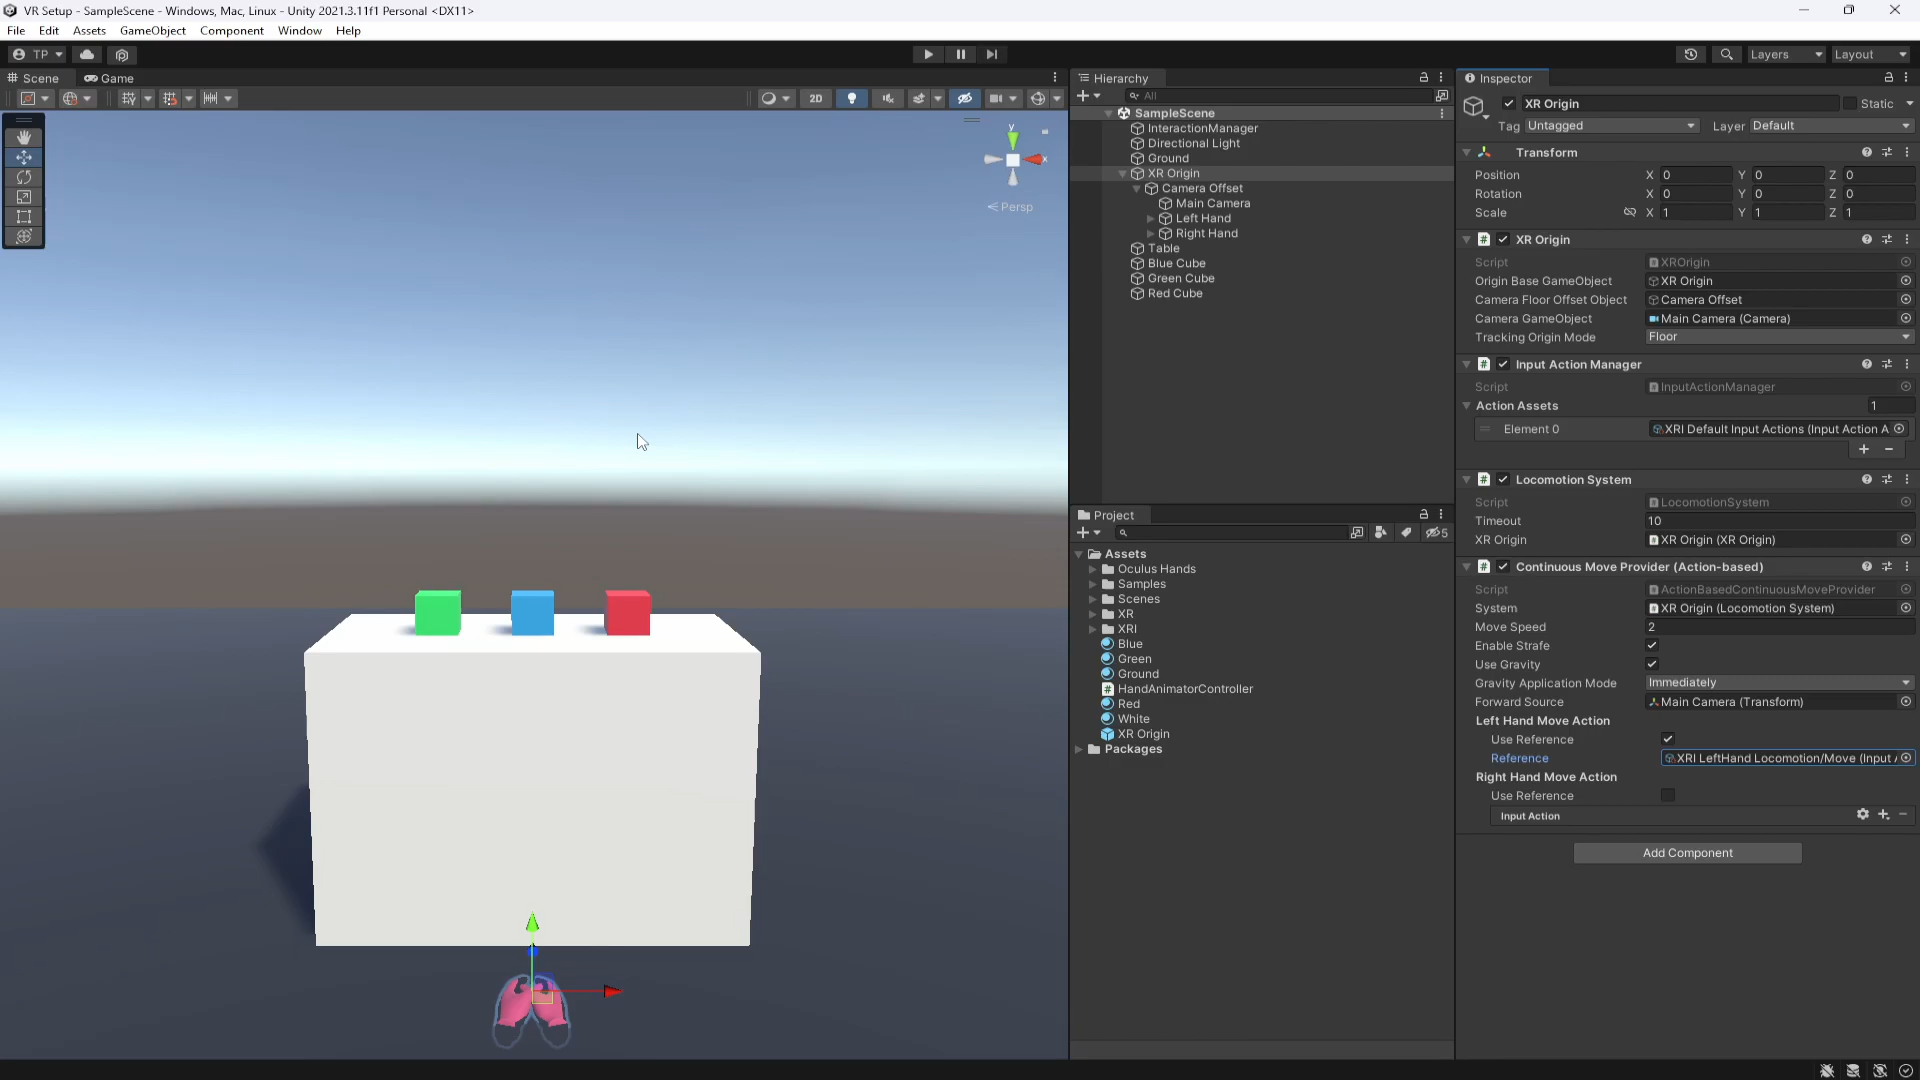 VR Setup - SampleScene - Windows, Mac, Linux - Unity 2021.3.11f1 Personal <DX11>
File Edit Assets GameObject Component Window Help
TP Layers Layout
Scene Game
2D
y
x
Persp
Hierarchy
All
SampleScene
InteractionManager
Directional Light
Ground
XR Origin
Camera Offset
Main Camera
Left Hand
Right Hand
Table
Blue Cube
Green Cube
Red Cube
Project
5
Assets
Oculus Hands
Samples
Scenes
XR
XRI
Blue
Green
Ground
HandAnimatorController
Red
White
XR Origin
Packages
Inspector
XR Origin Static
Tag Untagged Layer Default
Transform
Position X 0 Y 0 Z 0
Rotation X 0 Y 0 Z 0
Scale X 1 Y 1 Z 1
XR Origin
Script XROrigin
Origin Base GameObject XR Origin
Camera Floor Offset Object Camera Offset
Camera GameObject Main Camera (Camera)
Tracking Origin Mode Floor
Input Action Manager
Script InputActionManager
Action Assets 1
Element 0 XRI Default Input Actions (Input Action A
Locomotion System
Script LocomotionSystem
Timeout 10
XR Origin XR Origin (XR Origin)
Continuous Move Provider (Action-based)
Script ActionBasedContinuousMoveProvider
System XR Origin (Locomotion System)
Move Speed 2
Enable Strafe
Use Gravity
Gravity Application Mode Immediately
Forward Source Main Camera (Transform)
Left Hand Move Action
Use Reference
Reference XRI LeftHand Locomotion/Move (Input A
Right Hand Move Action
Use Reference
Input Action
Add Component